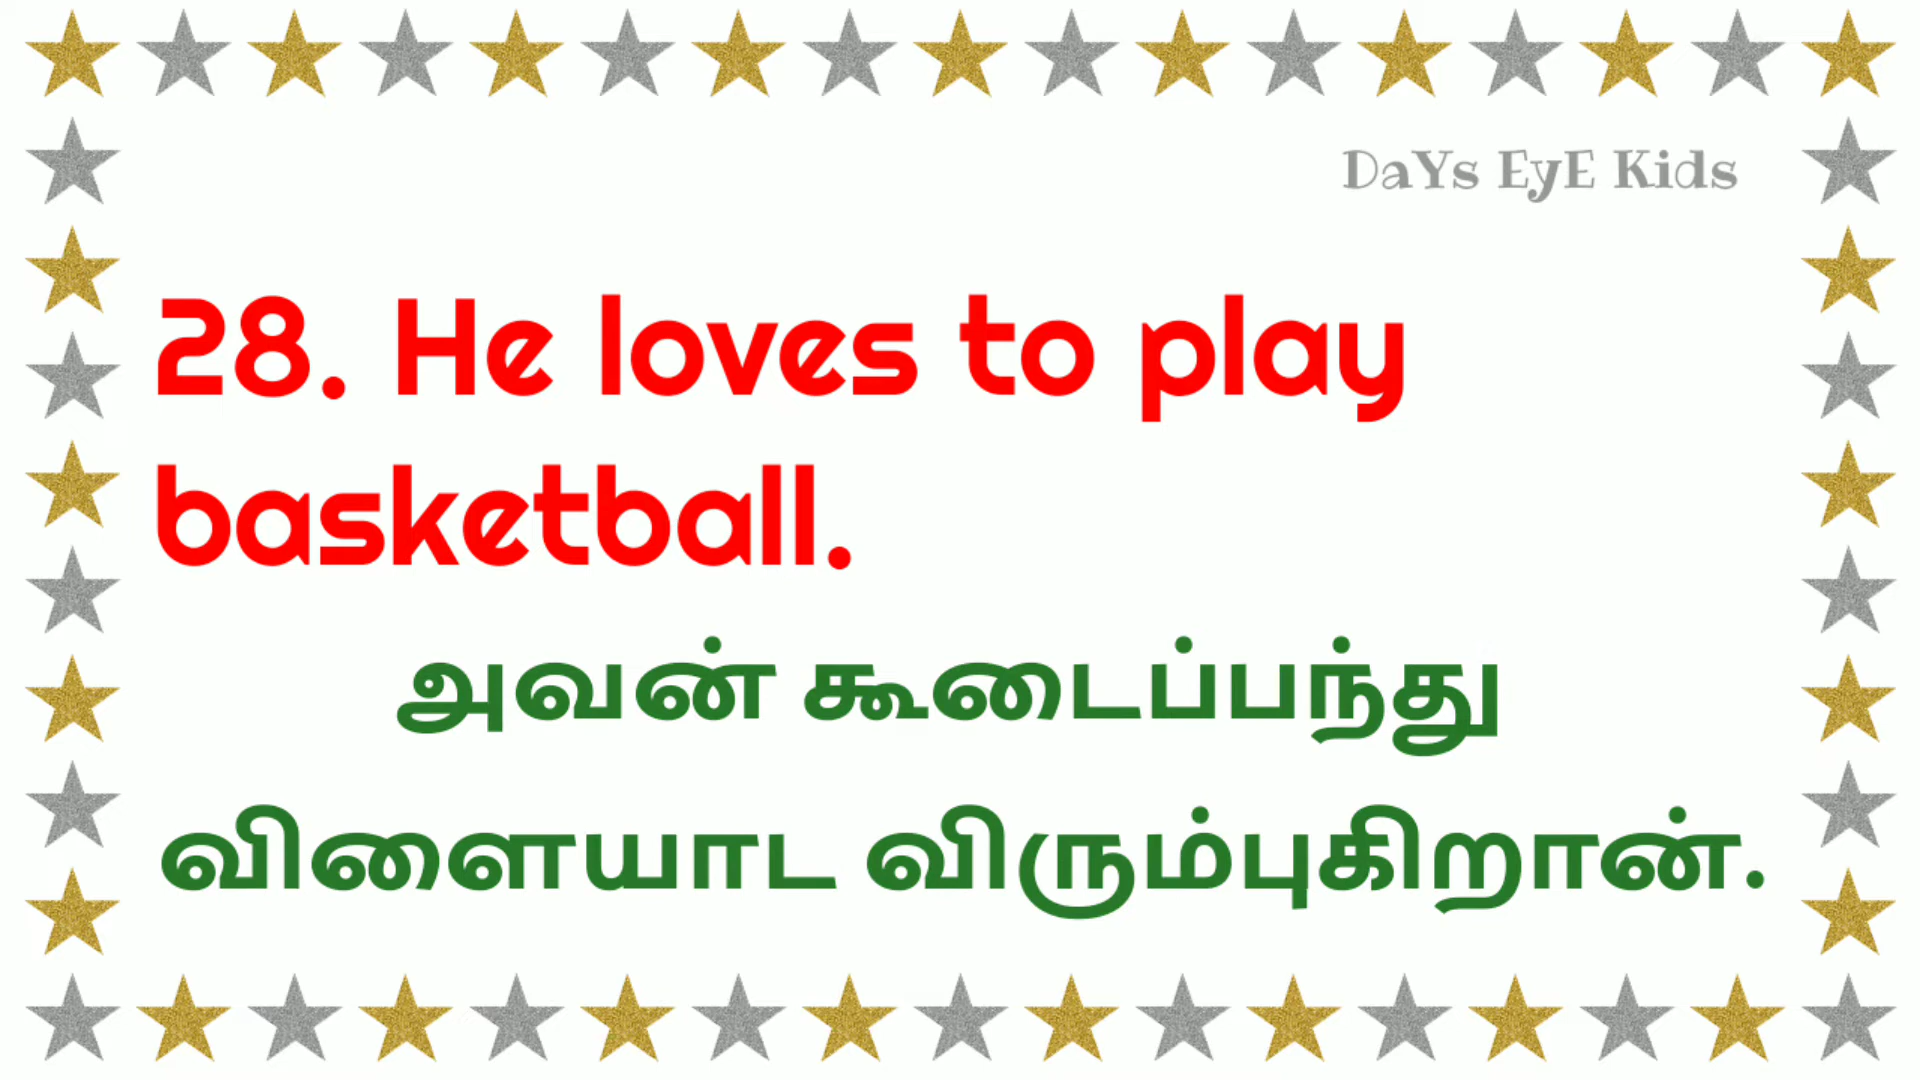 DaYs EyE Kids
28. He loves to play
basketball.
அவன் கூடைப்பந்து
விளையாட விரும்புகிறான்.